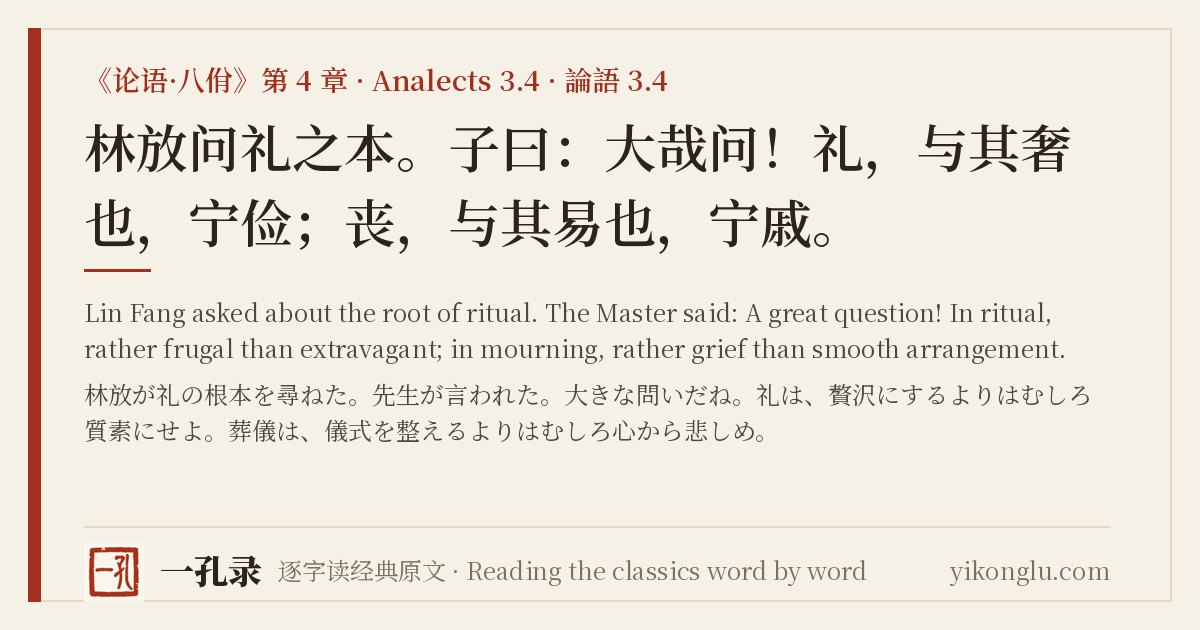 《论语·八佾》第 4 章 · Analects 3.4 · 論語 3.4
林放问礼之本。子曰：大哉问！礼，与其奢
也，宁俭；丧，与其易也，宁戚。
Lin Fang asked about the root of ritual. The Master said: A great question! In ritual,
rather frugal than extravagant; in mourning, rather grief than smooth arrangement.
林放が礼の根本を尋ねた。先生が言われた。大きな問いだね。礼は、贅沢にするよりはむしろ
質素にせよ。葬儀は、儀式を整えるよりはむしろ心から悲しめ。
一孔 一孔录 逐字读经典原文 · Reading the classics word by word yikonglu.com